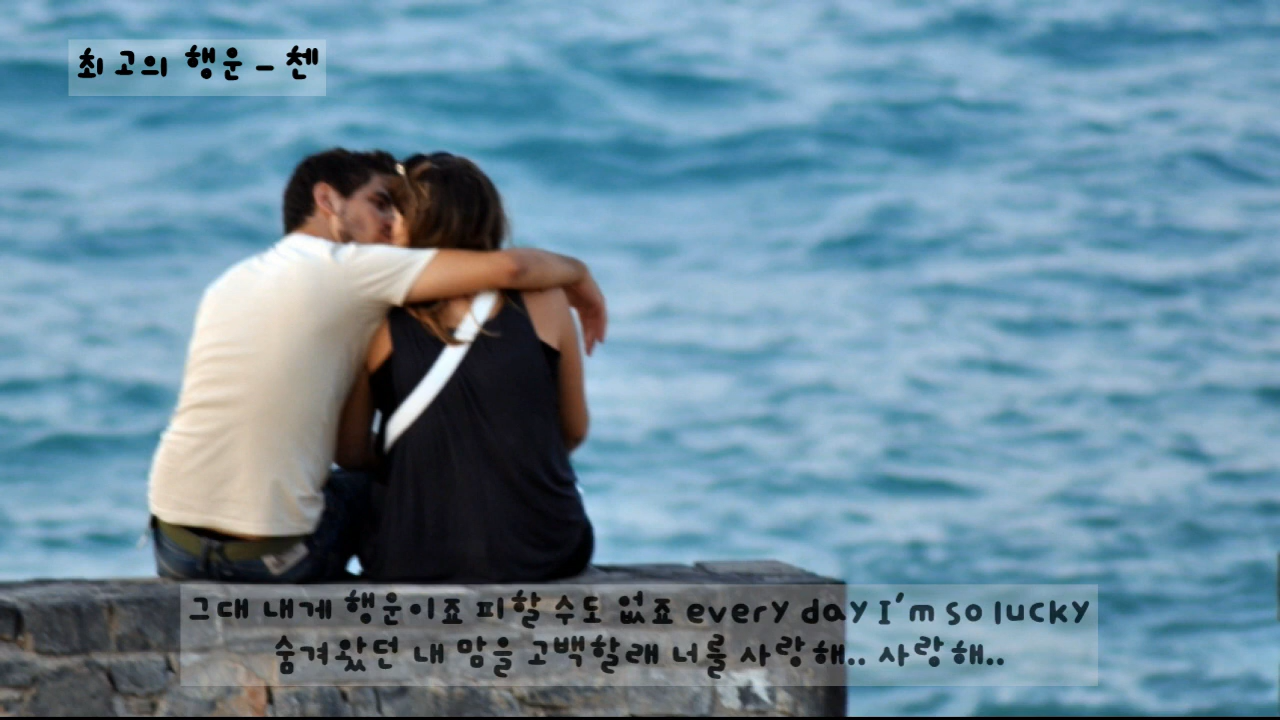 최고의 행운 - 첸
그대 내게 행운이죠 피할 수도 없죠 every day I'm so lucky
숨겨왔던 내 맘을 고백할래 너를 사랑해.. 사랑해..